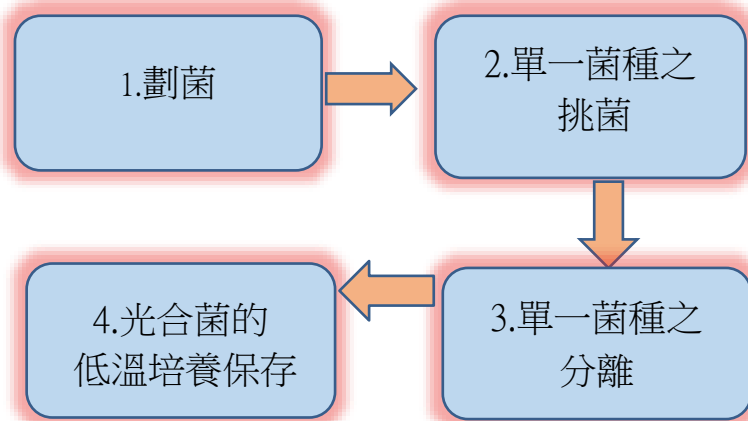 1.劃菌
2.單一菌種之
挑菌
3.單一菌種之
分離
4.光合菌的
低溫培養保存